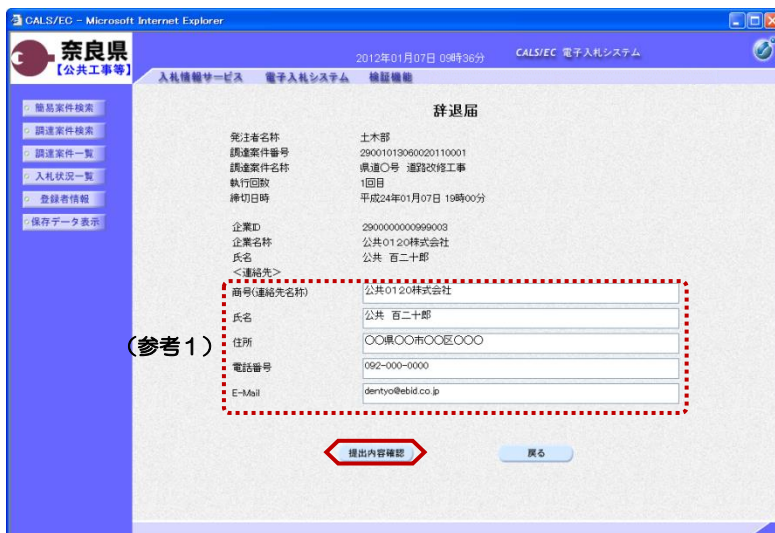 CALS/EC - Microsoft Internet Explorer
奈良県
【公共工事等】
2012年01月07日 09時36分
CALS/EC 電子入札システム
入札情報サービス 電子入札システム 検証機能
簡易案件検索
調達案件検索
調達案件一覧
入札状況一覧
登録者情報
保存データ表示
辞退届
発注者名称 土木部
調達案件番号 29001013060020110001
調達案件名称 県道〇号 道路改修工事
執行回数 1回目
締切日時 平成24年01月07日 19時00分
企業ID 2900000000999003
企業名称 公共0120株式会社
氏名 公共 百二十郎
<連絡先>
商号(連絡先名称) 公共0120株式会社
氏名 公共 百二十郎
住所 〇〇県〇〇市〇〇区〇〇〇
電話番号 092-000-0000
E-Mail dentyo@ebid.co.jp
(参考1)
提出内容確認 戻る